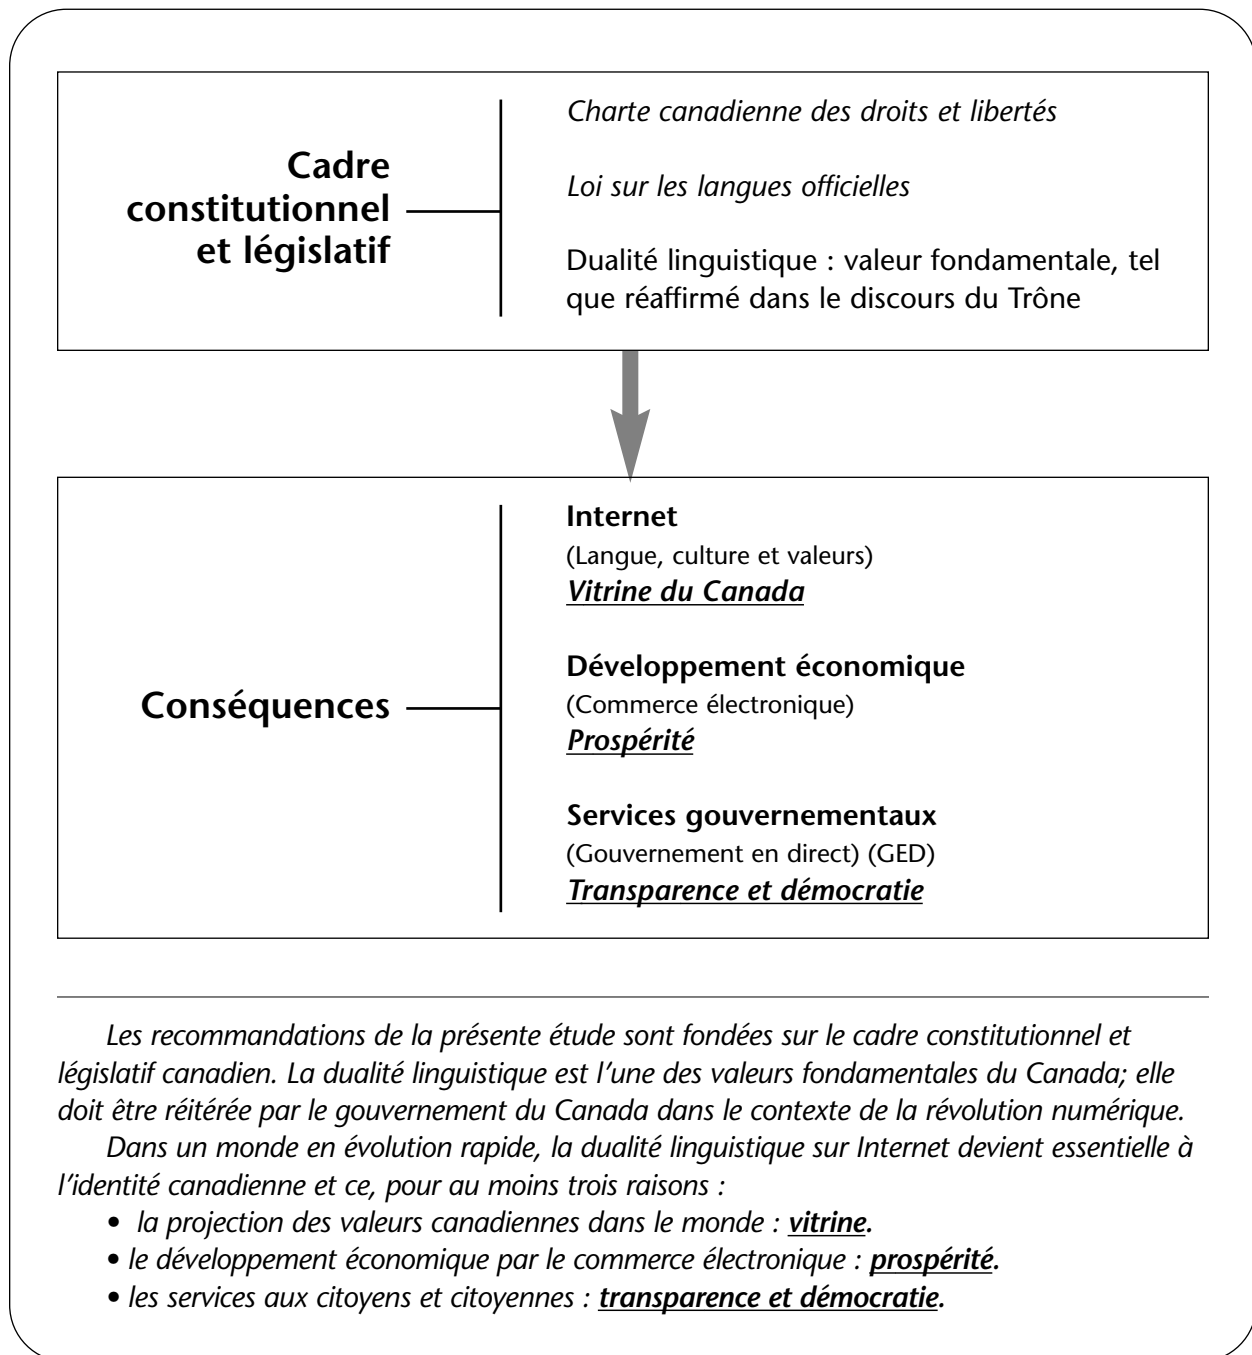 Cadre
constitutionnel
et législatif
Charte canadienne des droits et libertés
Loi sur les langues officielles
Dualité linguistique : valeur fondamentale, tel
que réaffirmé dans le discours du Trône
Conséquences
Internet
(Langue, culture et valeurs)
Vitrine du Canada
Développement économique
(Commerce électronique)
Prospérité
Services gouvernementaux
(Gouvernement en direct) (GED)
Transparence et démocratie
Les recommandations de la présente étude sont fondées sur le cadre constitutionnel et
législatif canadien. La dualité linguistique est l'une des valeurs fondamentales du Canada; elle
doit être réitérée par le gouvernement du Canada dans le contexte de la révolution numérique.
Dans un monde en évolution rapide, la dualité linguistique sur Internet devient essentielle à
l'identité canadienne et ce, pour au moins trois raisons :
• la projection des valeurs canadiennes dans le monde : vitrine.
• le développement économique par le commerce électronique : prospérité.
• les services aux citoyens et citoyennes : transparence et démocratie.